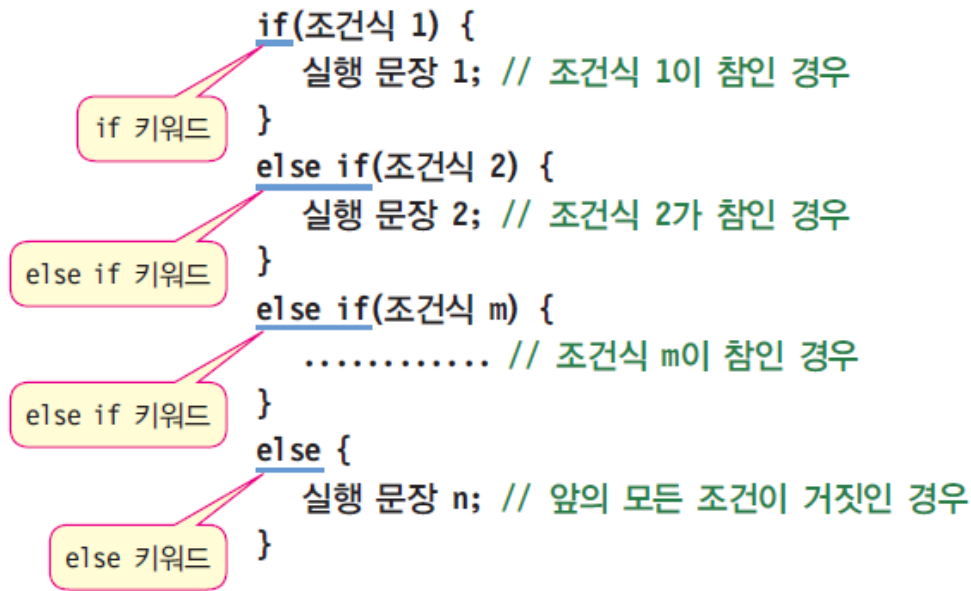 if(조건식 1) {
실행 문장 1; // 조건식 1이 참인 경우
if 키워드
}
else if(조건식 2) {
실행 문장 2; // 조건식 2가 참인 경우
else if 키워드
}
else if(조건식 m) {
............ // 조건식 m이 참인 경우
else if 키워드
}
else {
실행 문장 n; // 앞의 모든 조건이 거짓인 경우
else 키워드
}